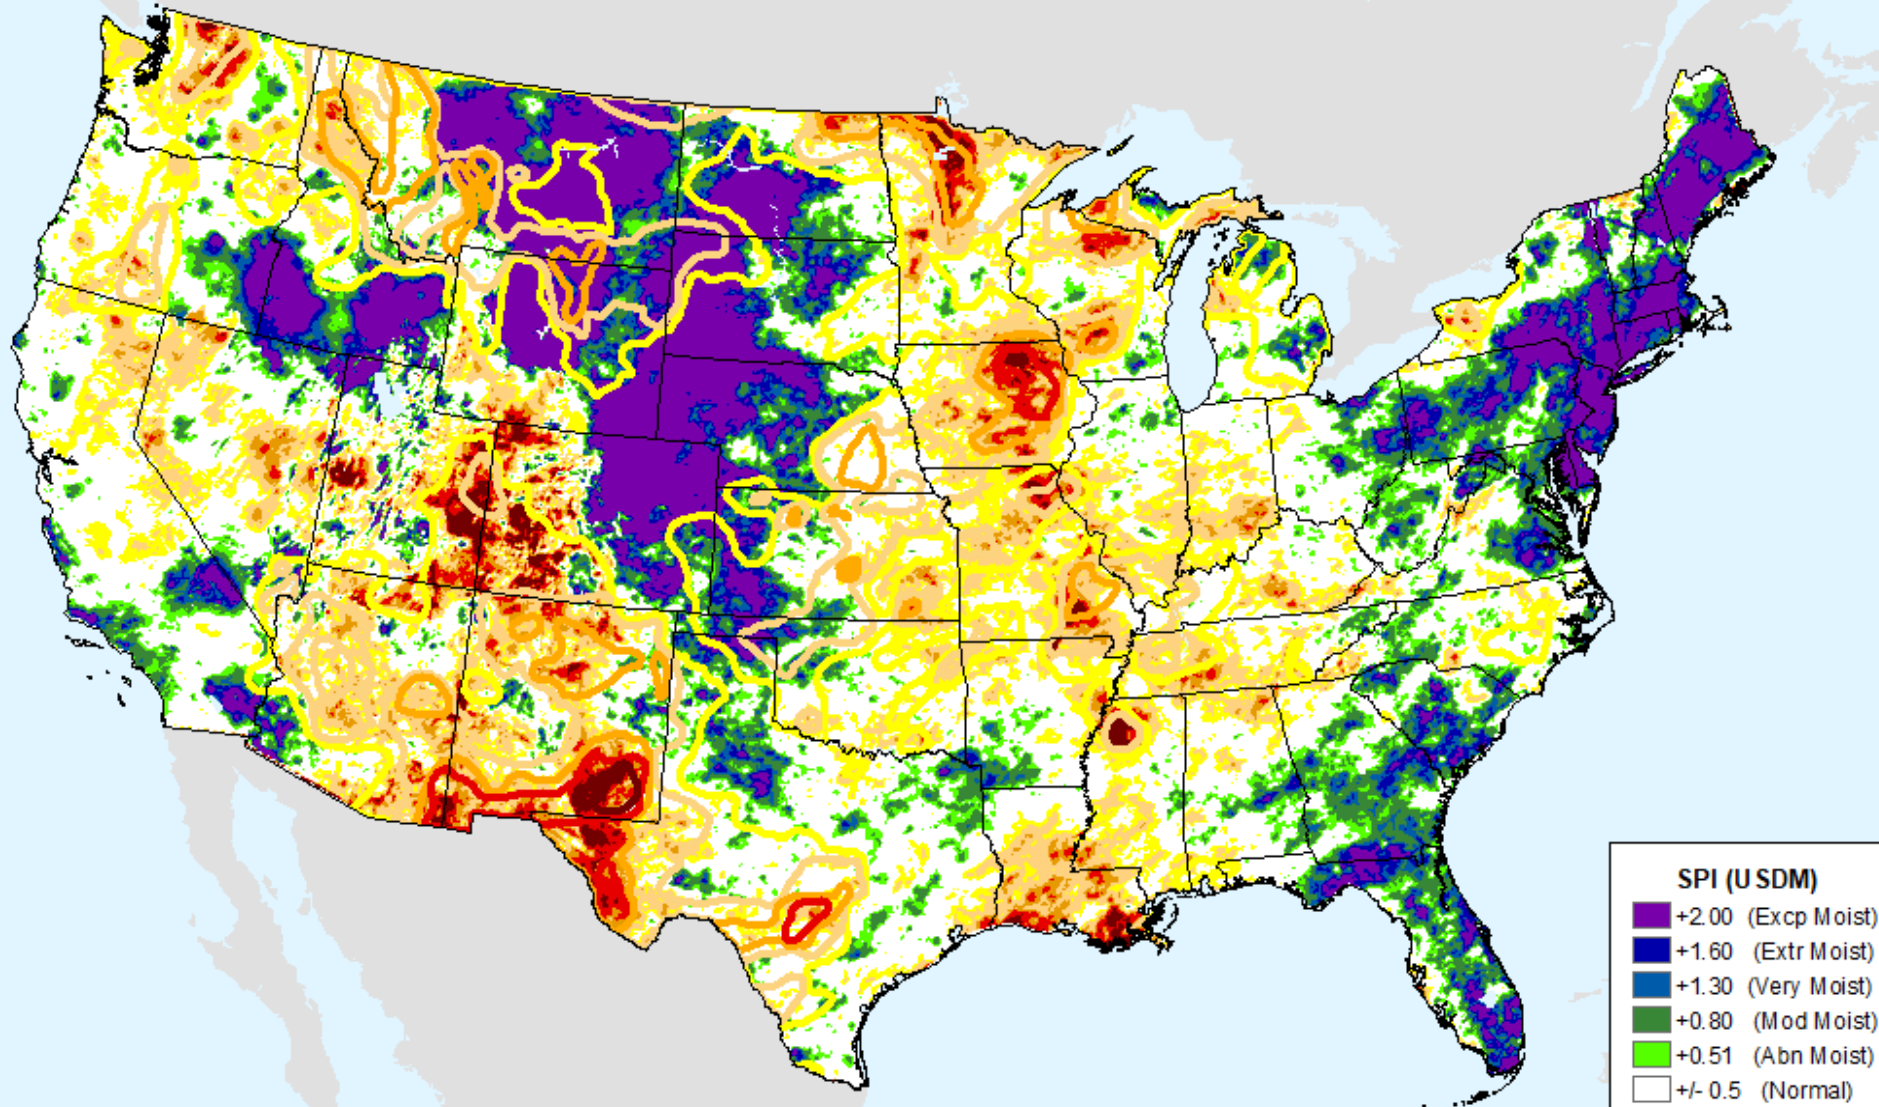 SPI (USDM)
+2.00 (Excp Moist)
+1.60 (Extr Moist)
+1.30 (Very Moist)
+0.80 (Mod Moist)
+0.51 (Abn Moist)
+/- 0.5 (Normal)